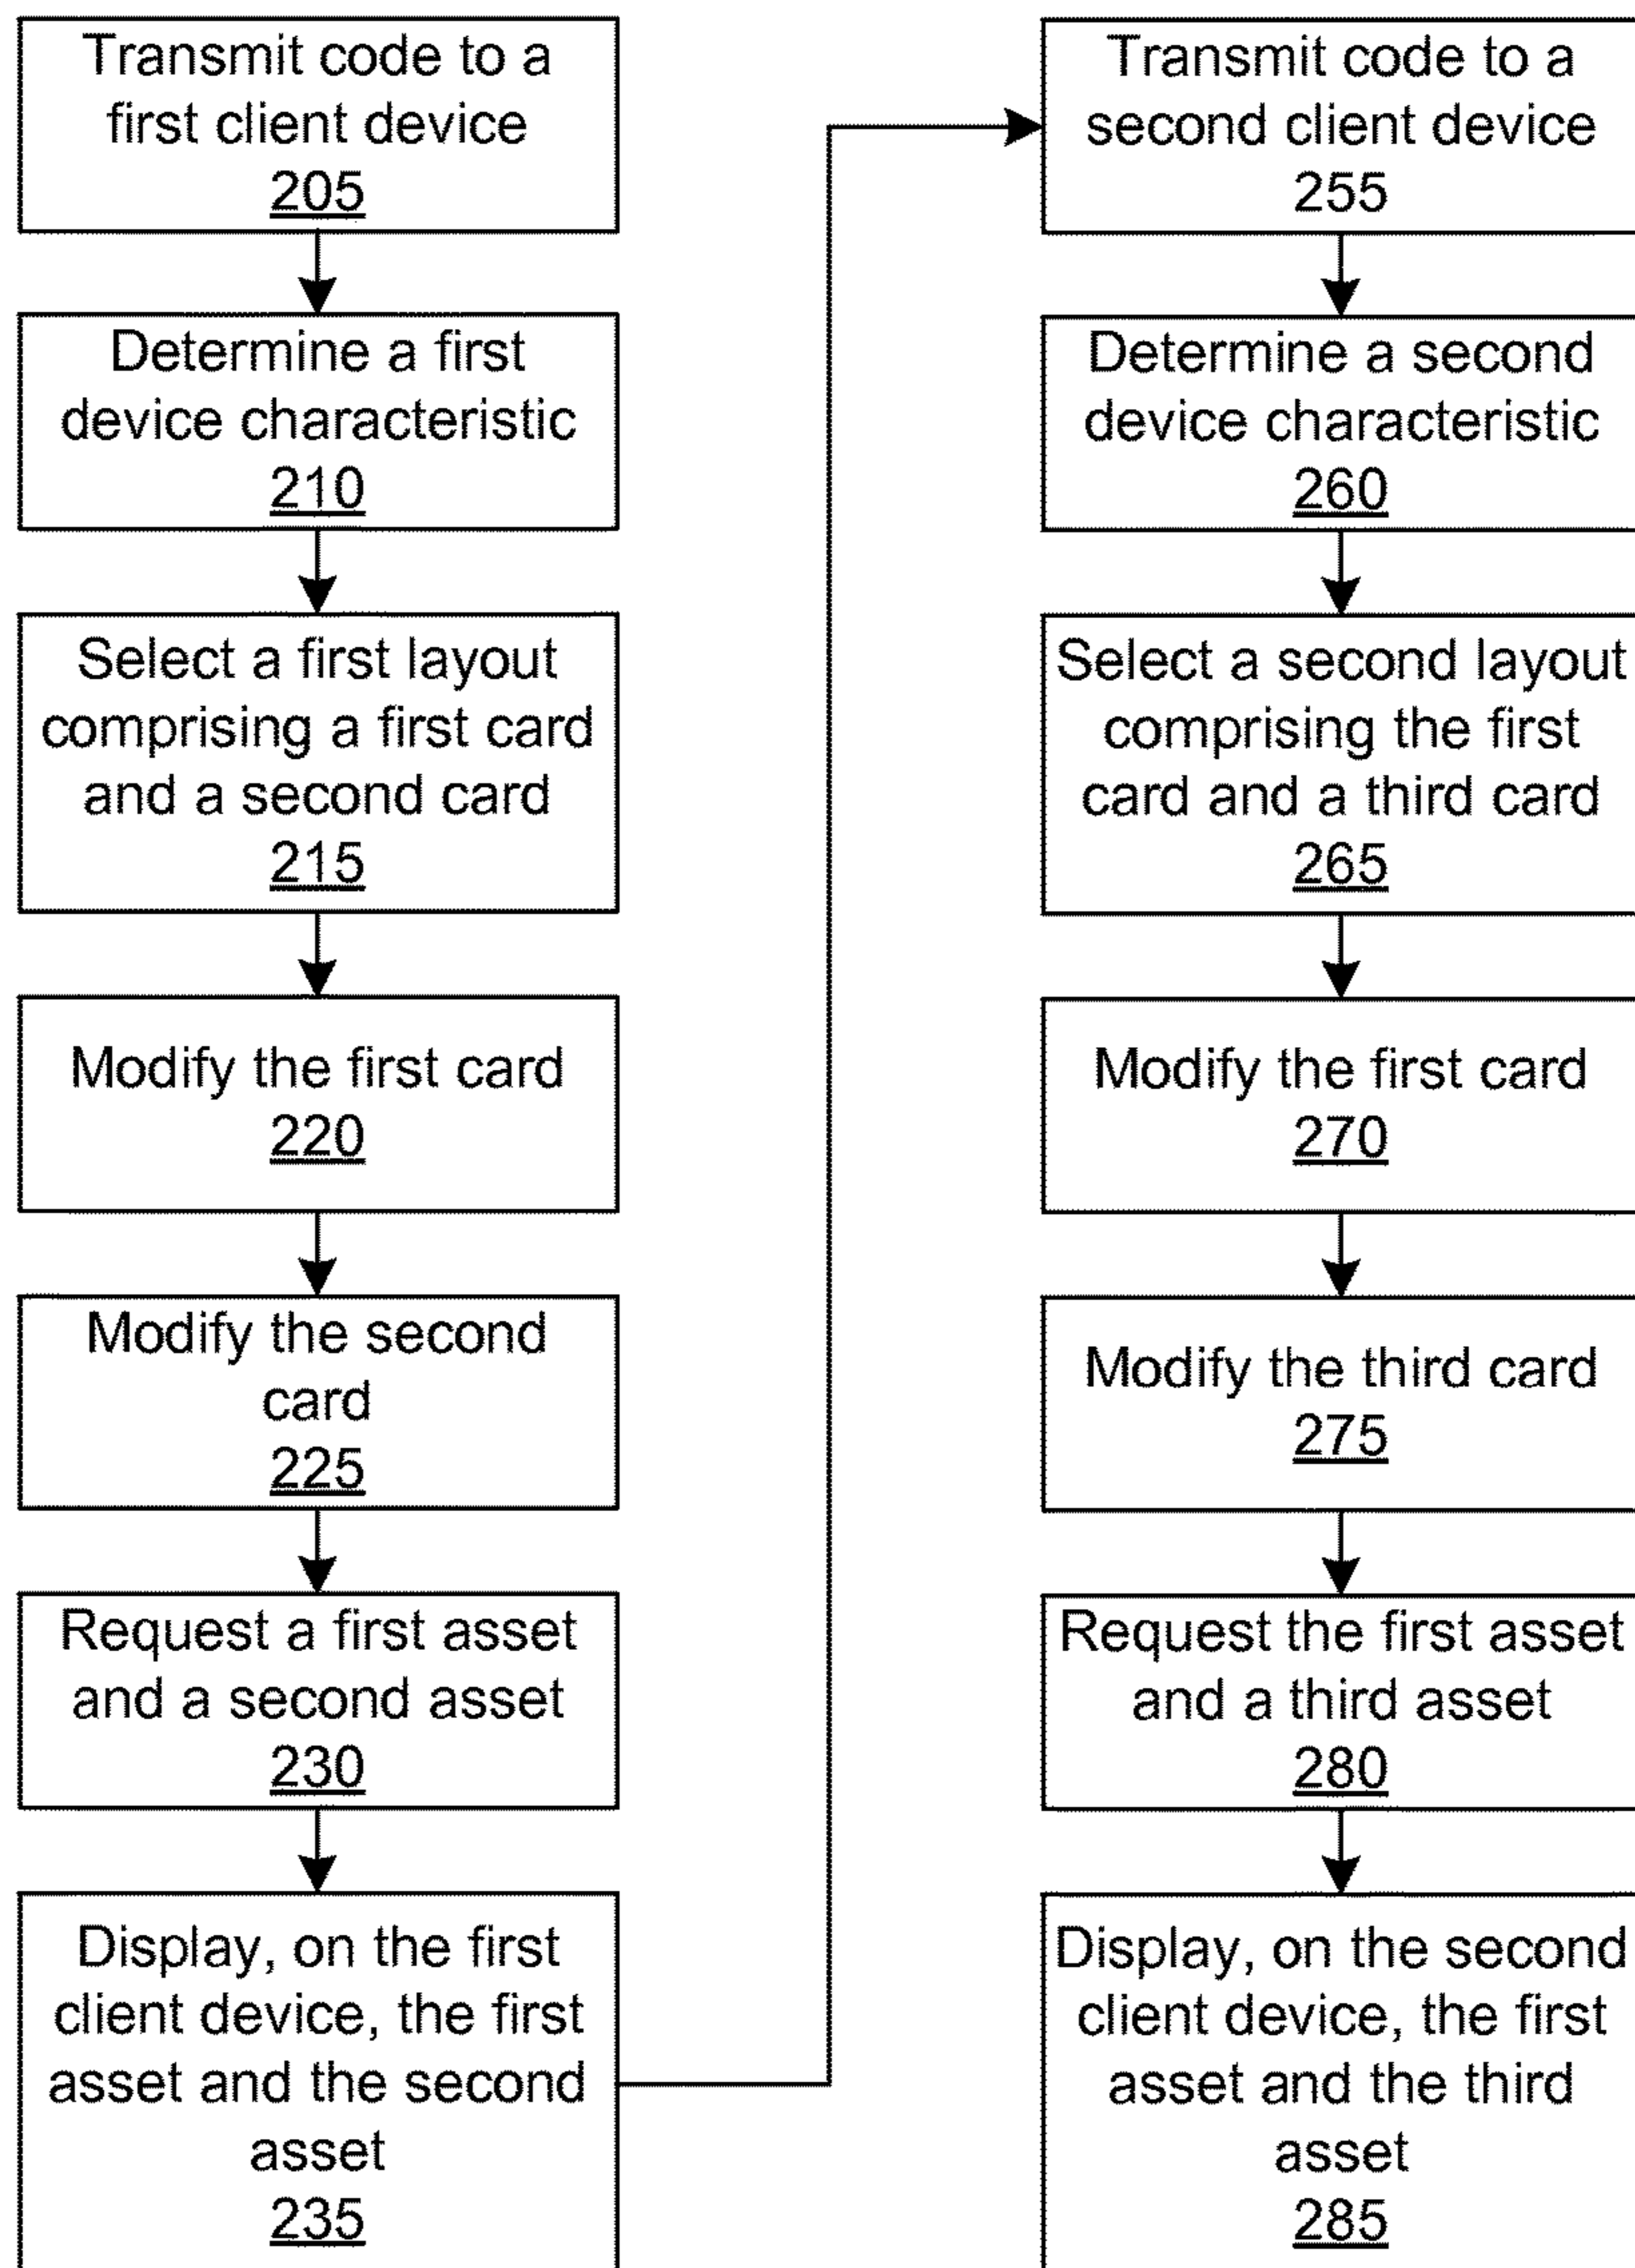 Transmit code to a
first client device
205
Determine a first
device characteristic
210
Select a first layout
comprising a first card
and a second card
215
Modify the first card
220
Modify the second
card
225
Request a first asset
and a second asset
230
Display, on the first
client device, the first
asset and the second
asset
235
Transmit code to a
second client device
255
Determine a second
device characteristic
260
Select a second layout
comprising the first
card and a third card
265
Modify the first card
270
Modify the third card
275
Request the first asset
and a third asset
280
Display, on the second
client device, the first
asset and the third
asset
285